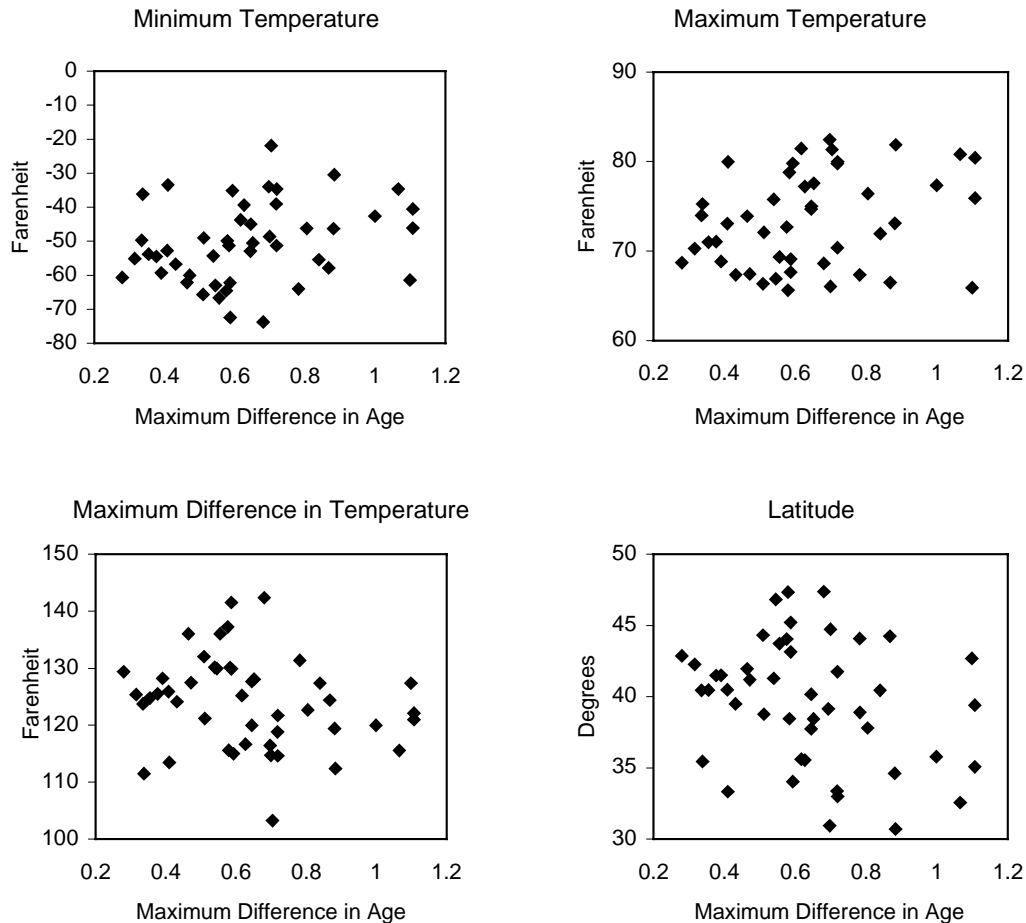 Minimum Temperature
0
-10
-20
-30
-40
-50
-60
-70
-80
Farenheit
0.2 0.4 0.6 0.8 1 1.2
Maximum Difference in Age
Maximum Temperature
90
80
70
60
Farenheit
0.2 0.4 0.6 0.8 1 1.2
Maximum Difference in Age
Maximum Difference in Temperature
150
140
130
120
110
100
Farenheit
0.2 0.4 0.6 0.8 1 1.2
Maximum Difference in Age
Latitude
50
45
40
35
30
Degrees
0.2 0.4 0.6 0.8 1 1.2
Maximum Difference in Age